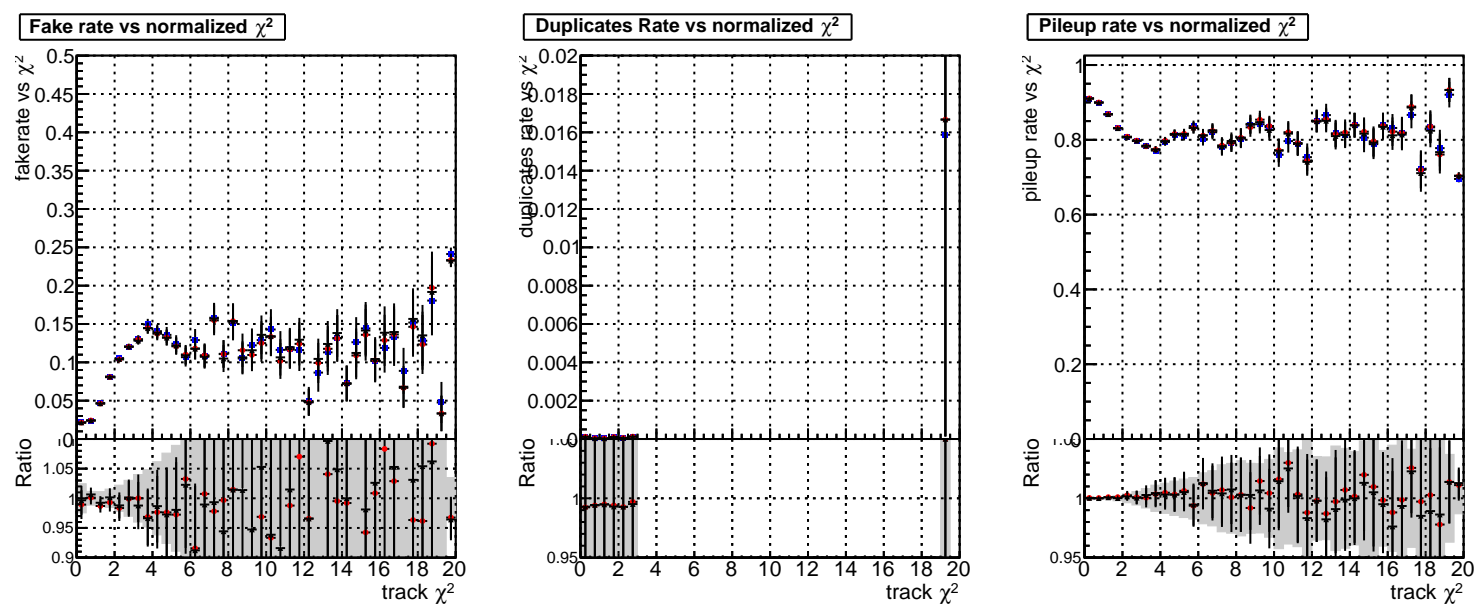 Fake rate vs normalized χ²
fakerate vs χ²
0.5
0.45
0.4
0.35
0.3
0.25
0.2
0.15
0.1
0.05
0
Ratio
1.05
1
0.95
0.9
0 2 4 6 8 10 12 14 16 18 20
track χ²
Duplicates Rate vs normalized χ²
duplicates rate vs χ²
0.02
0.018
0.016
0.014
0.012
0.01
0.008
0.006
0.004
0.002
0
Ratio
1
0.95
0 2 4 6 8 10 12 14 16 18 20
track χ²
Pileup rate vs normalized χ²
pileup rate vs χ²
1
0.8
0.6
0.4
0.2
0
Ratio
1
0.95
0 2 4 6 8 10 12 14 16 18 20
track χ²